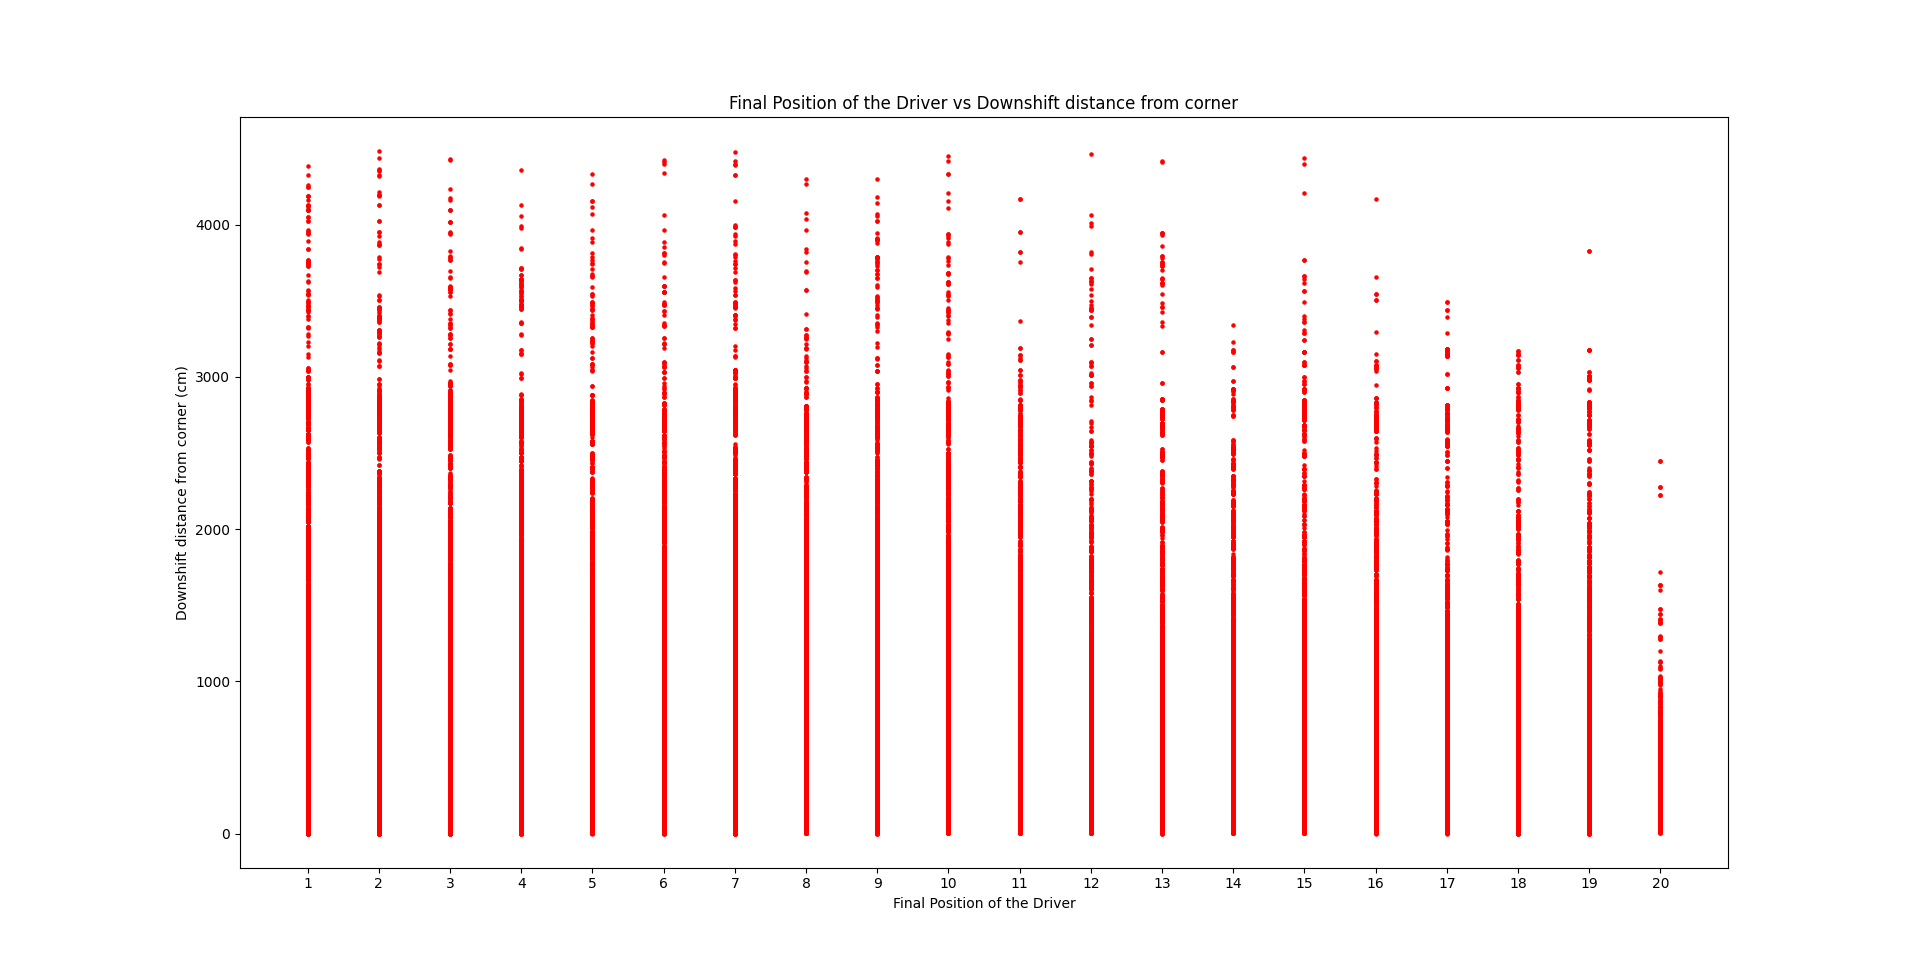 Final Position of the Driver vs Downshift distance from corner
Downshift distance from corner (cm)
4000
3000
2000
1000
0
1 2 3 4 5 6 7 8 9 10 11 12 13 14 15 16 17 18 19 20
Final Position of the Driver